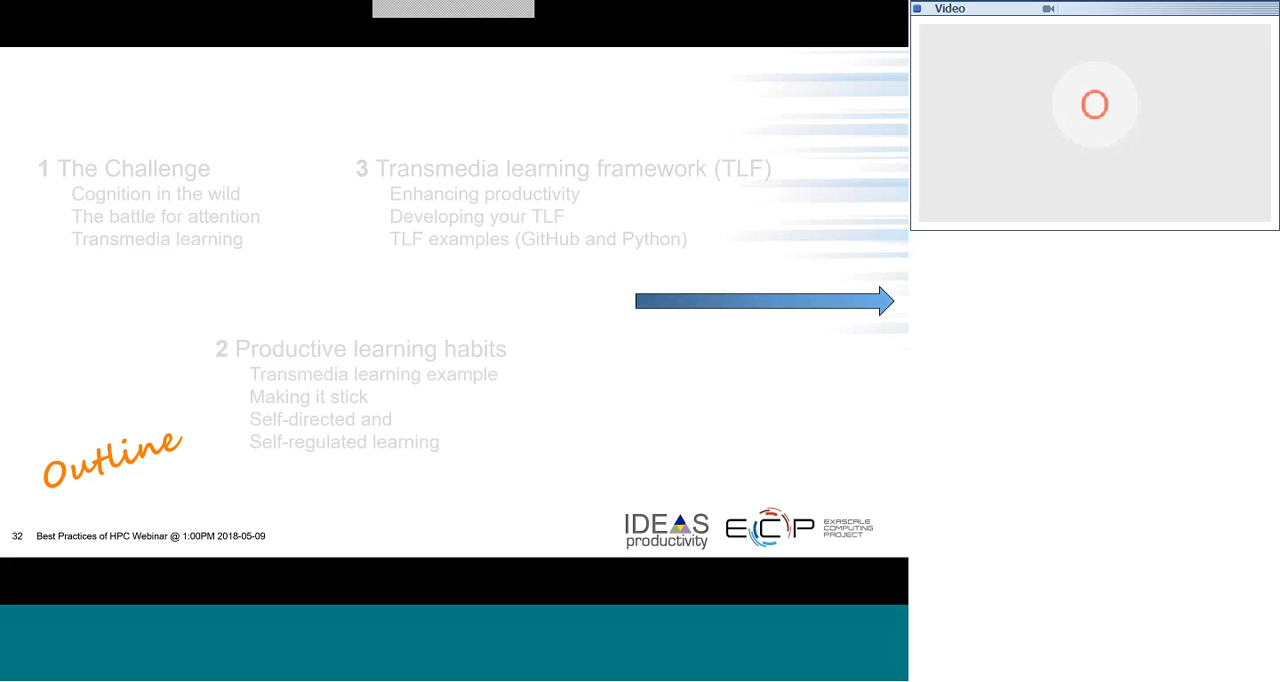 Video
O
1 The Challenge
Cognition in the wild
The battle for attention
Transmedia learning
3 Transmedia learning framework (TLF)
Enhancing productivity
Developing your TLF
TLF examples (GitHub and Python)
2 Productive learning habits
Transmedia learning example
Making it stick
Self-directed and
Self-regulated learning
Outline
32 Best Practices of HPC Webinar @ 1:00PM 2018-05-09
IDEAS
productivity
ECP
EXASCALE
COMPUTING
PROJECT